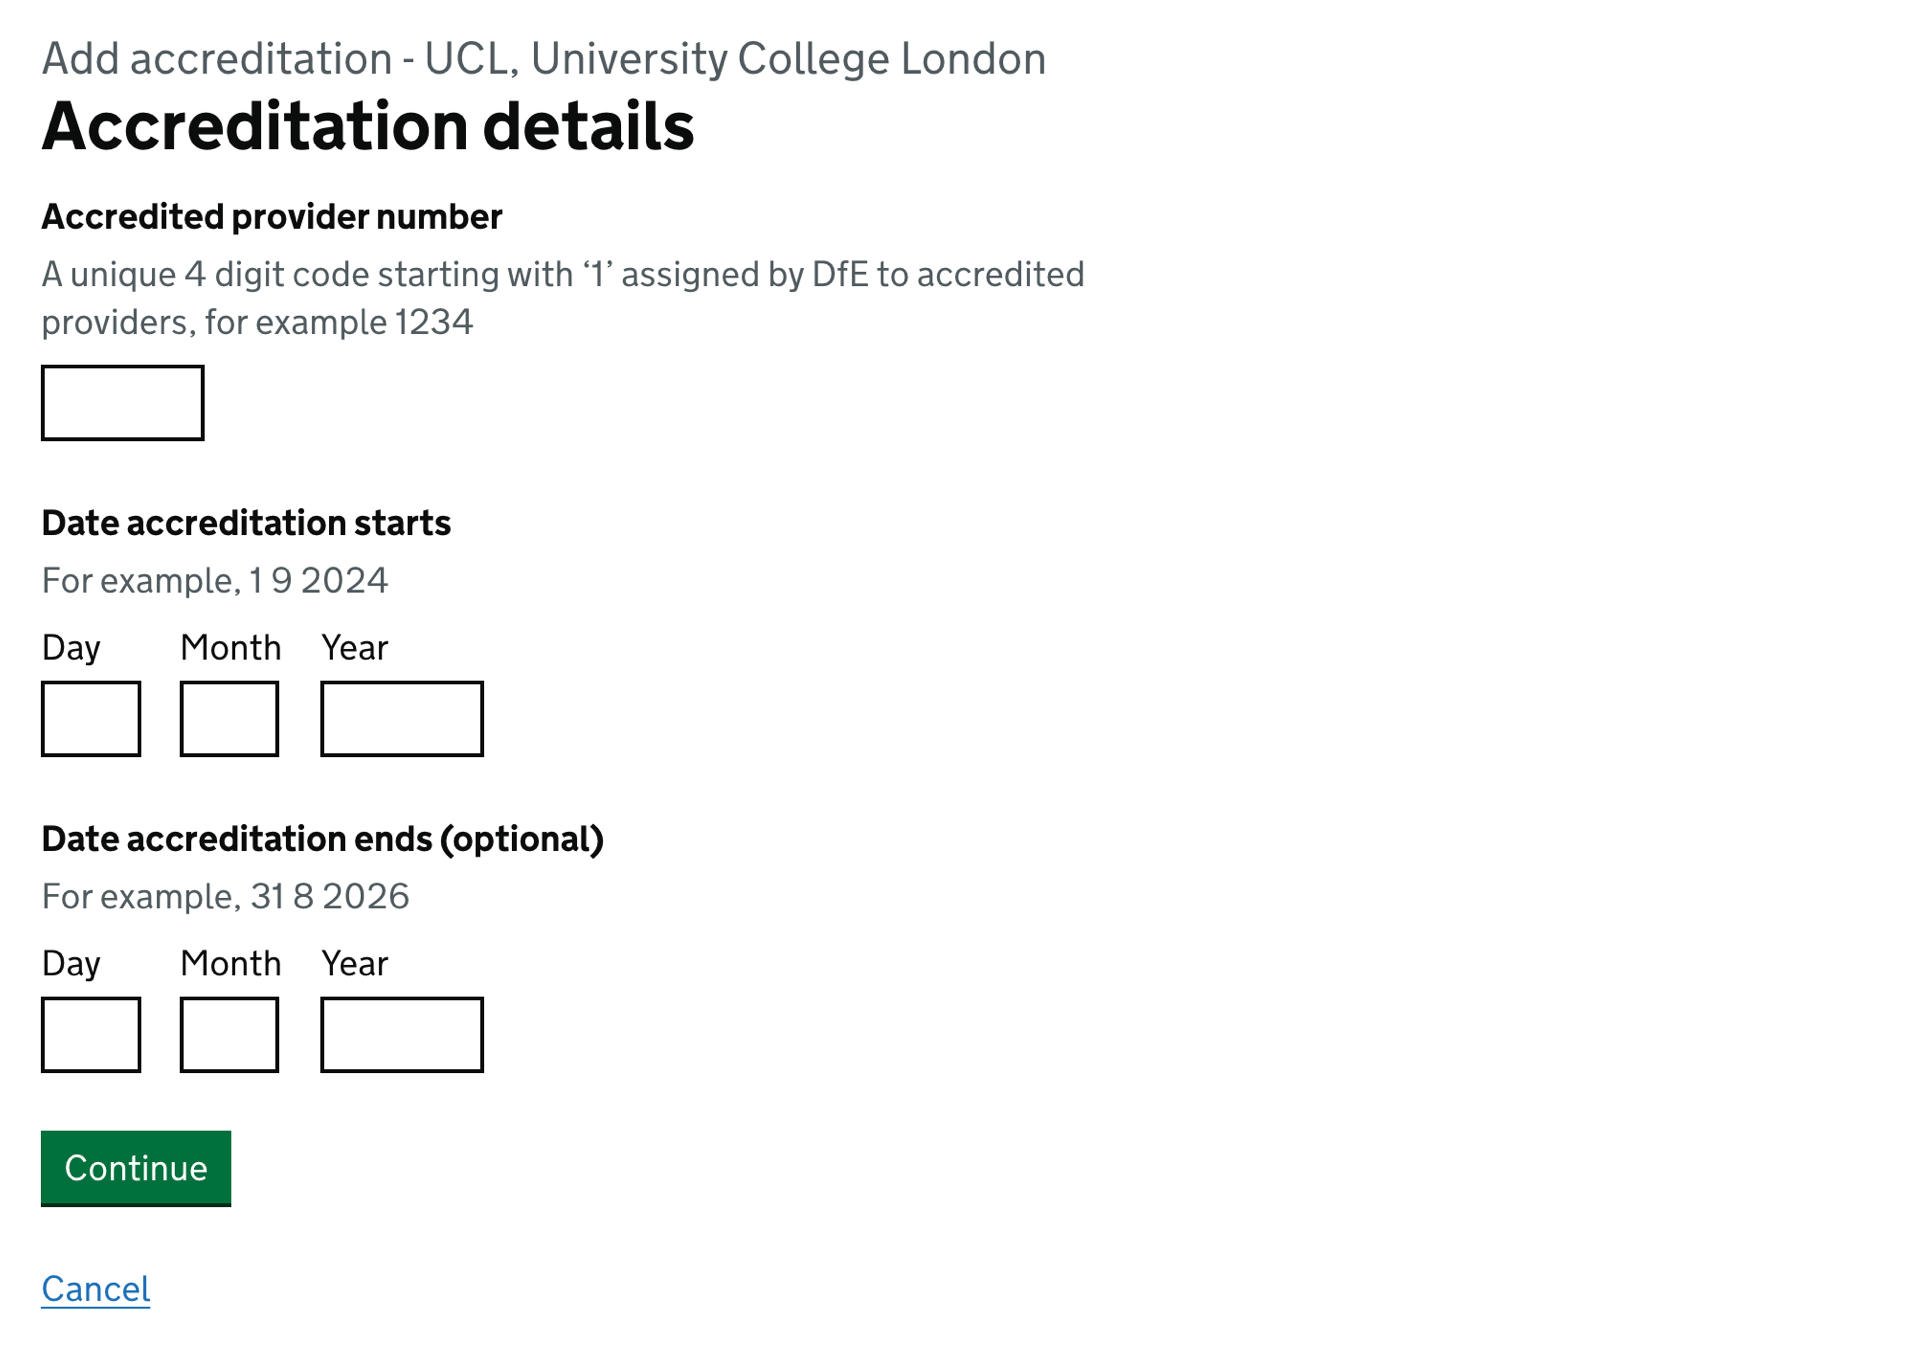 Add accreditation - UCL, University College London
Accreditation details
Accredited provider number
A unique 4 digit code starting with ‘1’ assigned by DfE to accredited
providers, for example 1234
Date accreditation starts
For example, 1 9 2024
Day Month Year
Date accreditation ends (optional)
For example, 31 8 2026
Day Month Year
Continue
Cancel